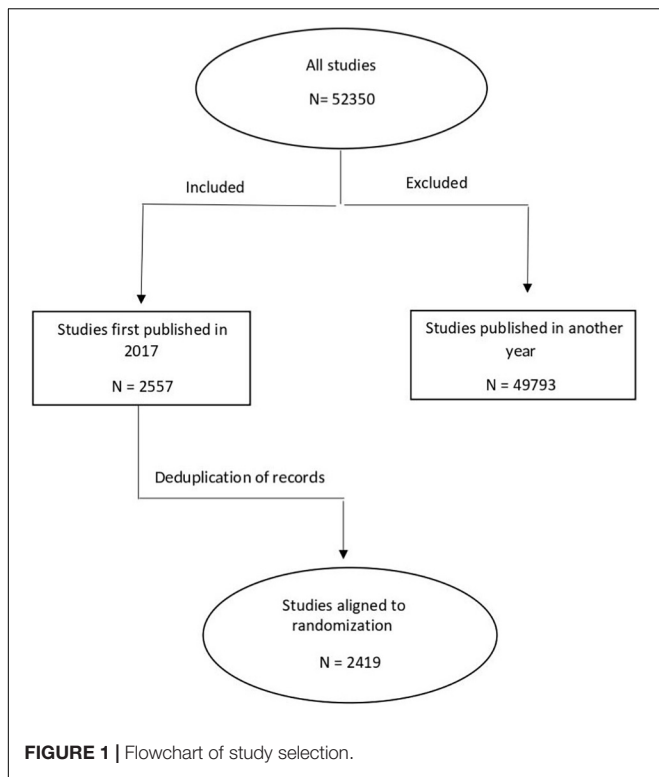 All studies
N= 52350
Included
Excluded
Studies first published in
2017
N = 2557
Studies published in another
year
N = 49793
Deduplication of records
Studies aligned to
randomization
N = 2419
FIGURE 1 | Flowchart of study selection.